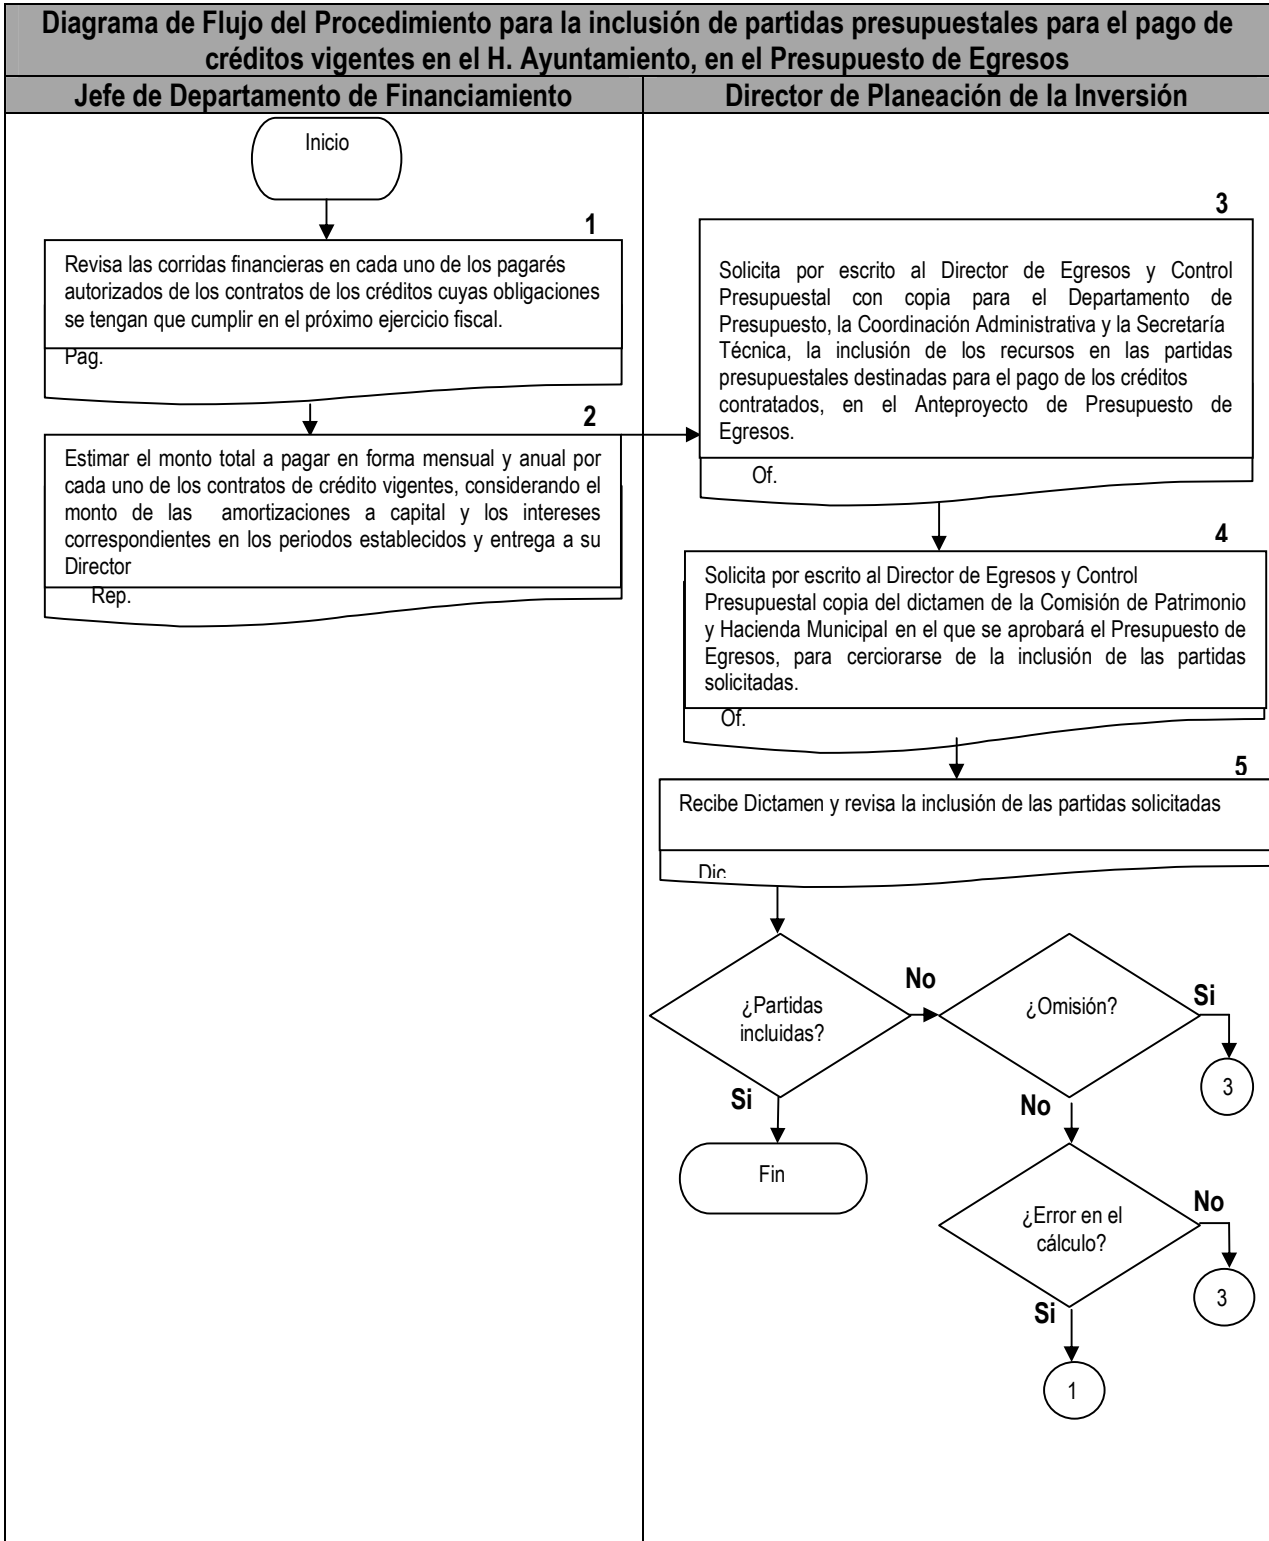 Diagrama de Flujo del Procedimiento para la inclusión de partidas presupuestales para el pago de
créditos vigentes en el H. Ayuntamiento, en el Presupuesto de Egresos
Jefe de Departamento de Financiamiento
Director de Planeación de la Inversión
Inicio
1
Revisa las corridas financieras en cada uno de los pagarés
autorizados de los contratos de los créditos cuyas obligaciones
se tengan que cumplir en el próximo ejercicio fiscal.
Pag.
2
Estimar el monto total a pagar en forma mensual y anual por
cada uno de los contratos de crédito vigentes, considerando el
monto de las amortizaciones a capital y los intereses
correspondientes en los periodos establecidos y entrega a su
Director
Rep.
3
Solicita por escrito al Director de Egresos y Control
Presupuestal con copia para el Departamento de
Presupuesto, la Coordinación Administrativa y la Secretaría
Técnica, la inclusión de los recursos en las partidas
presupuestales destinadas para el pago de los créditos
contratados, en el Anteproyecto de Presupuesto de
Egresos.
Of.
4
Solicita por escrito al Director de Egresos y Control
Presupuestal copia del dictamen de la Comisión de Patrimonio
y Hacienda Municipal en el que se aprobará el Presupuesto de
Egresos, para cerciorarse de la inclusión de las partidas
solicitadas.
Of.
5
Recibe Dictamen y revisa la inclusión de las partidas solicitadas
Dic
¿Partidas
incluidas?
No
¿Omisión?
Si
3
Si
No
Fin
¿Error en el
cálculo?
No
3
Si
1